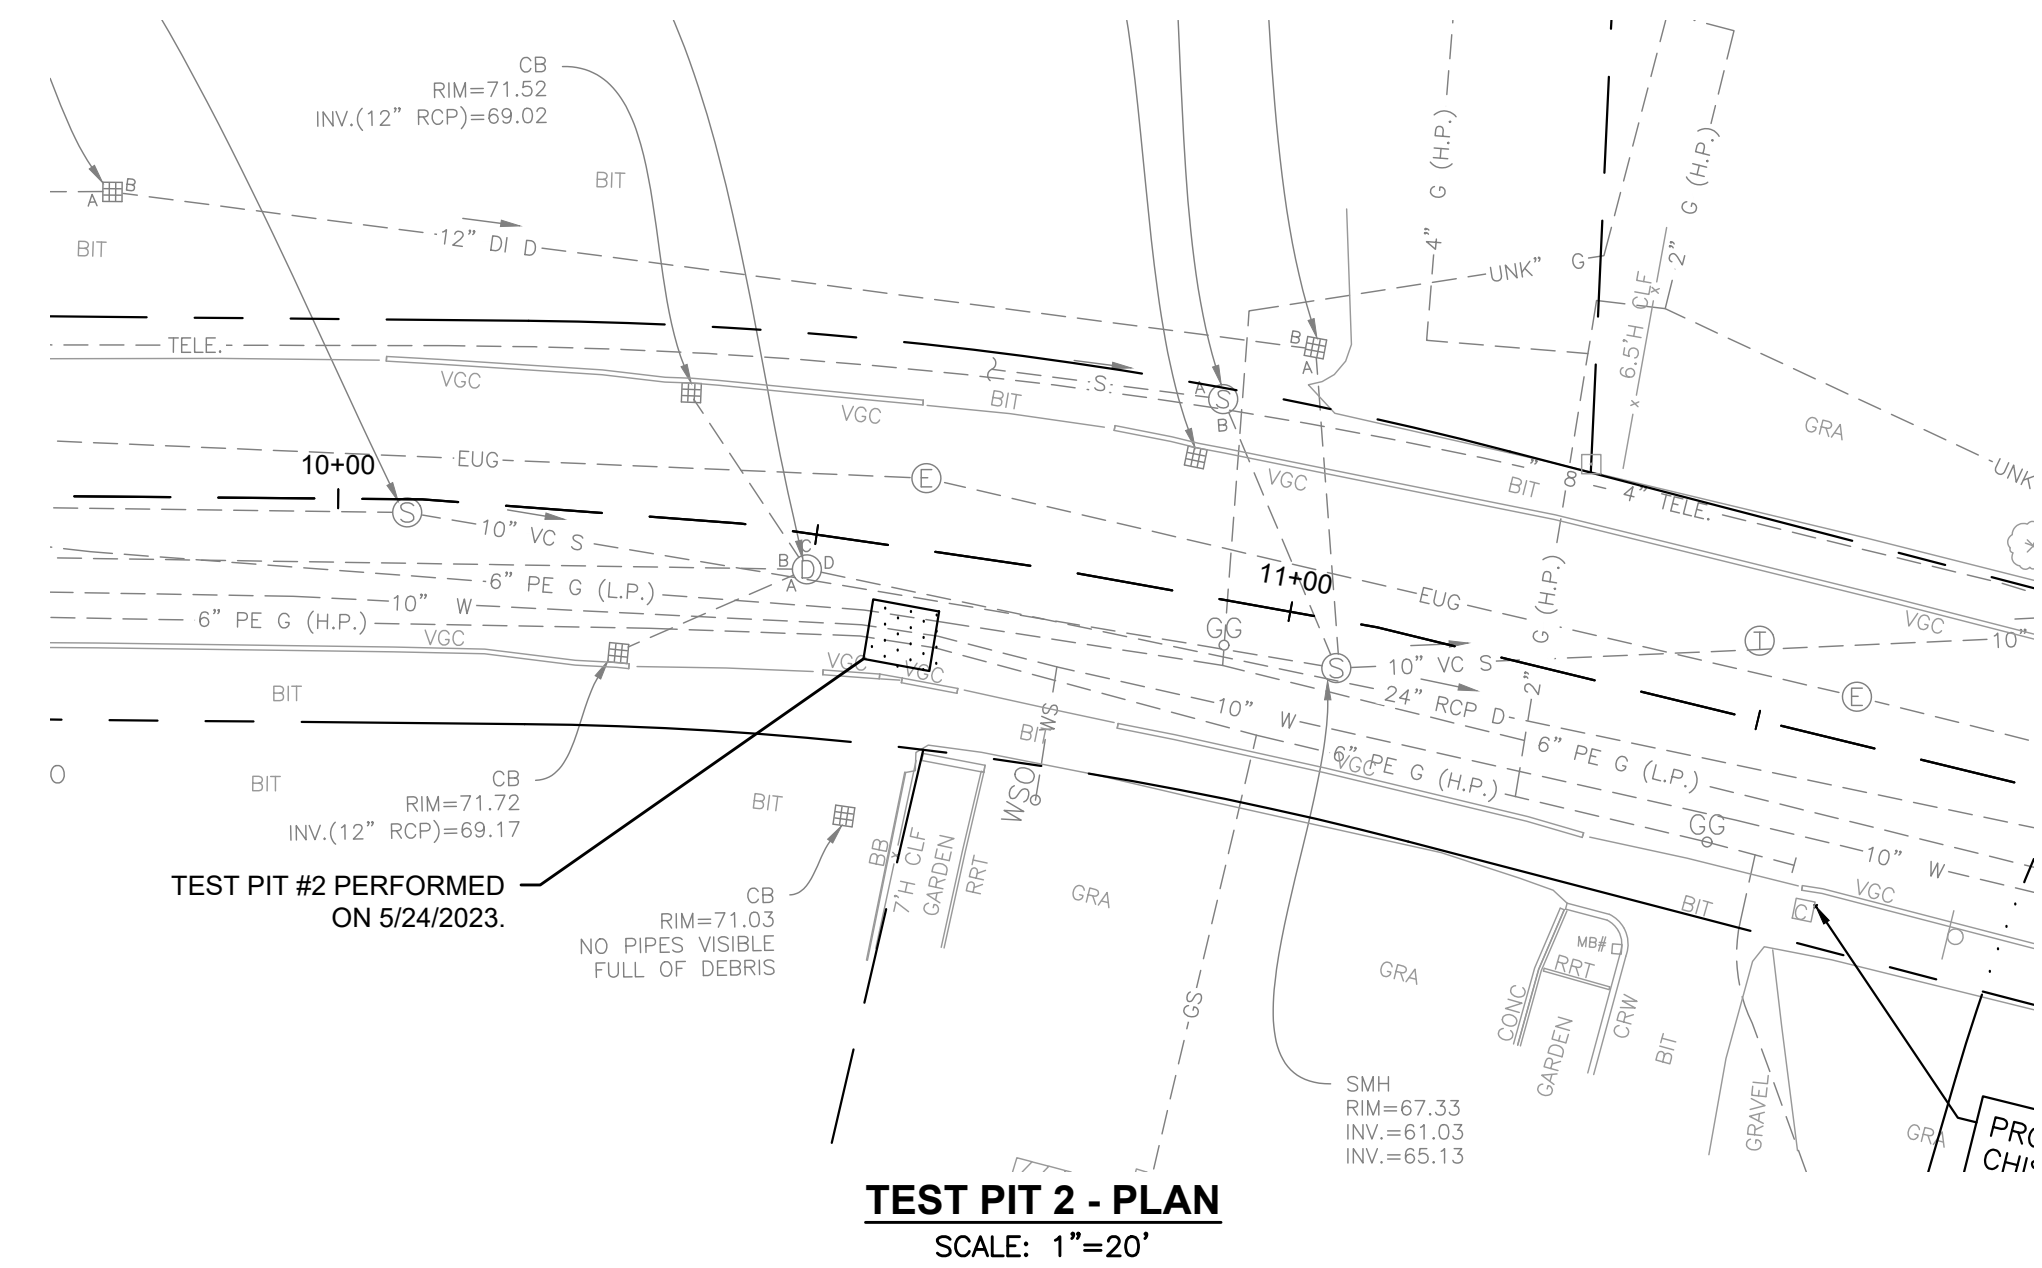 CB
RIM=71.52
INV.(12" RCP)=69.02
BIT
B
A
BIT
12" DI D
4" G (H.P.)
2" G (H.P.)
UNK" G
6.5'H CLF
x
x
TELE.
VGC
VGC
S
BIT
A
S
B
B
A
GRA
UNK
EUG
10+00
E
VGC
BIT
8"
4" TELE.
S
10" VC S
B
C
D
D
A
6" PE G (L.P.)
10" W
6" PE G (H.P.)
VGC
11+00
EUG
2" G (H.P.)
VGC
T
10"
GG
VGC
VGC
S
10" VC S
24" RCP D
E
BIT
WS
BIT
10" W
6" PE G (H.P.)
VGC
6" PE G (L.P.)
O
BIT
CB
RIM=71.72
INV.(12" RCP)=69.17
BIT
WSO
GG
10" W
BB
7'H CLF
x
GARDEN
RRT
TEST PIT #2 PERFORMED
ON 5/24/2023.
CB
RIM=71.03
NO PIPES VISIBLE
FULL OF DEBRIS
GRA
BIT
C
VGC
GS
GRA
MB#
RRT
CONC
GARDEN
CRW
BIT
GRAVEL
GRA
SMH
RIM=67.33
INV.=61.03
INV.=65.13
PRO
CHIS
TEST PIT 2 - PLAN
SCALE: 1"=20'